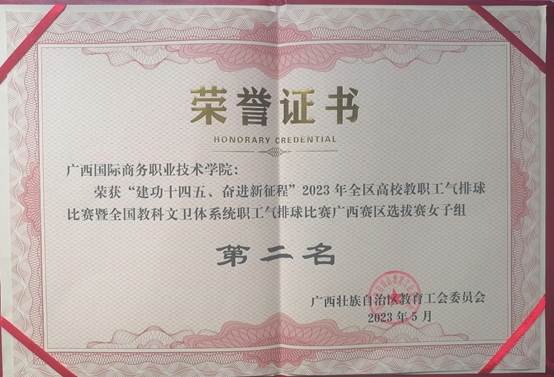 荣誉证书
HONORARY CREDENTIAL
广西国际商务职业技术学院：
荣获“建功十四五、奋进新征程”2023年全区高校教职工气排球
比赛暨全国教科文卫体系统职工气排球比赛广西赛区选拔赛女子组
第二名
广西壮族自治区教育工会委员会
2023年5月